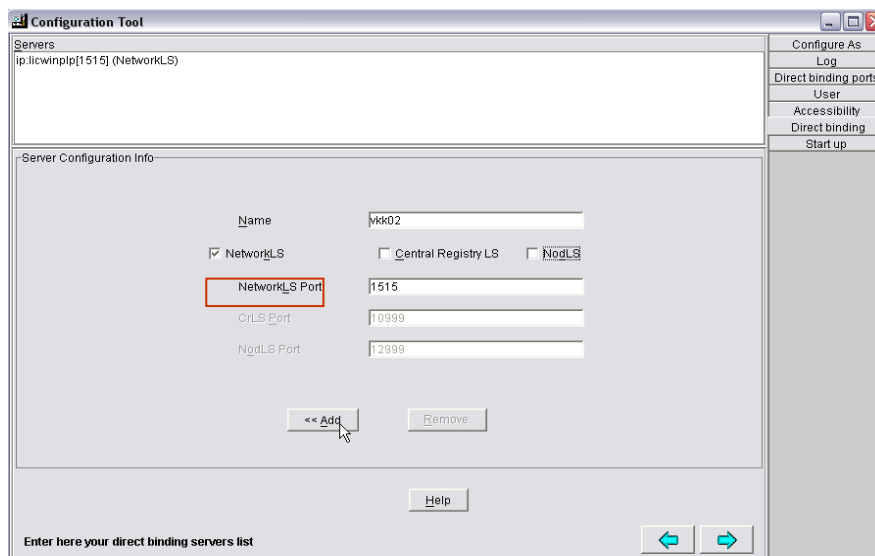 Configuration Tool
Servers
ip:licwinplp[1515] (NetworkLS)
Configure As
Log
Direct binding ports
User
Accessibility
Direct binding
Start up
Server Configuration Info
Name
vkk02
NetworkLS
Central Registry LS
NodLS
NetworkLS Port
1515
CrLS Port
10999
NodLS Port
12999
<< Add
Remove
Help
Enter here your direct binding servers list